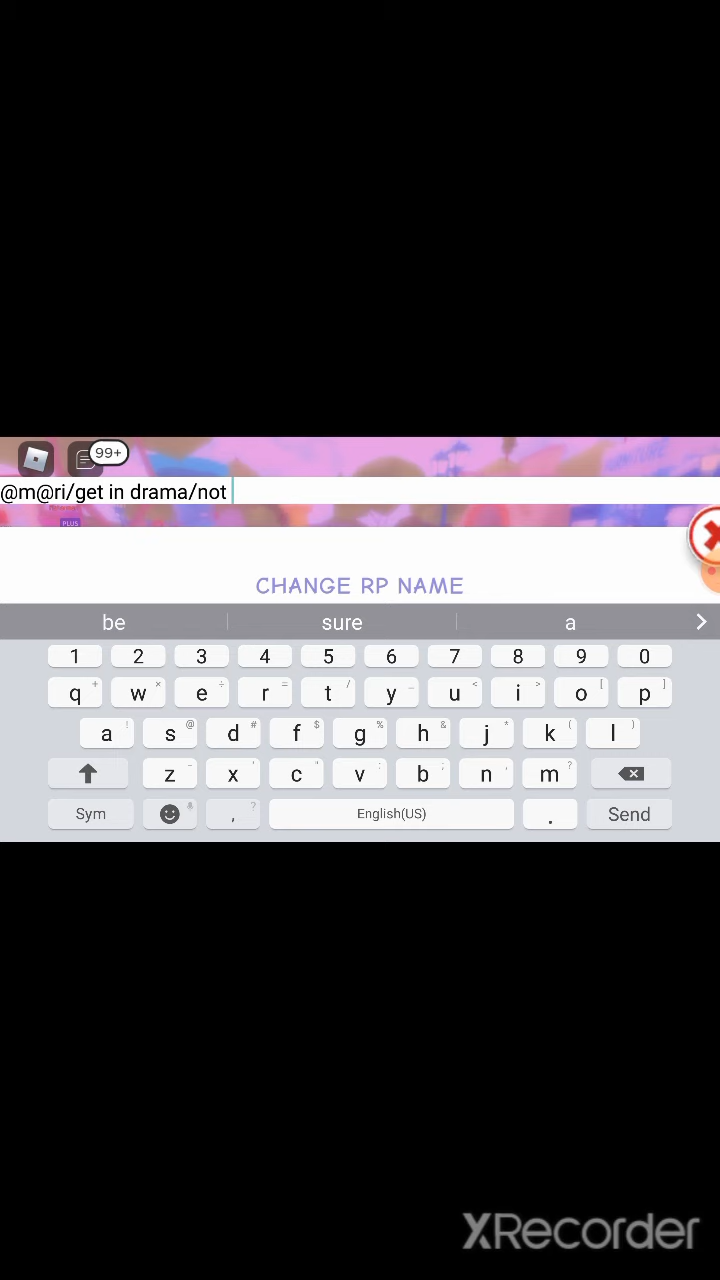 99+
@m@ri/get in drama/not
PLUS
CHANGE RP NAME
be sure a >
1 2 3 4 5 6 7 8 9 0
q + w × e ÷ r = t / y _ u < i > o [ p ]
a ! s @ d # f $ g % h & j * k ( l )
z - x ' c " v : b ; n , m ?
Sym , ? English(US) . Send
XRecorder